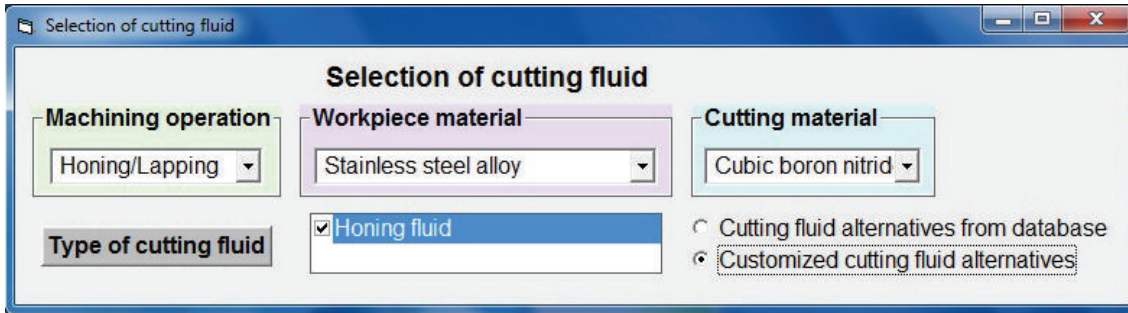 Selection of cutting fluid
Selection of cutting fluid
Machining operation
Workpiece material
Cutting material
Honing/Lapping
Stainless steel alloy
Cubic boron nitrid
Type of cutting fluid
Honing fluid
Cutting fluid alternatives from database
Customized cutting fluid alternatives